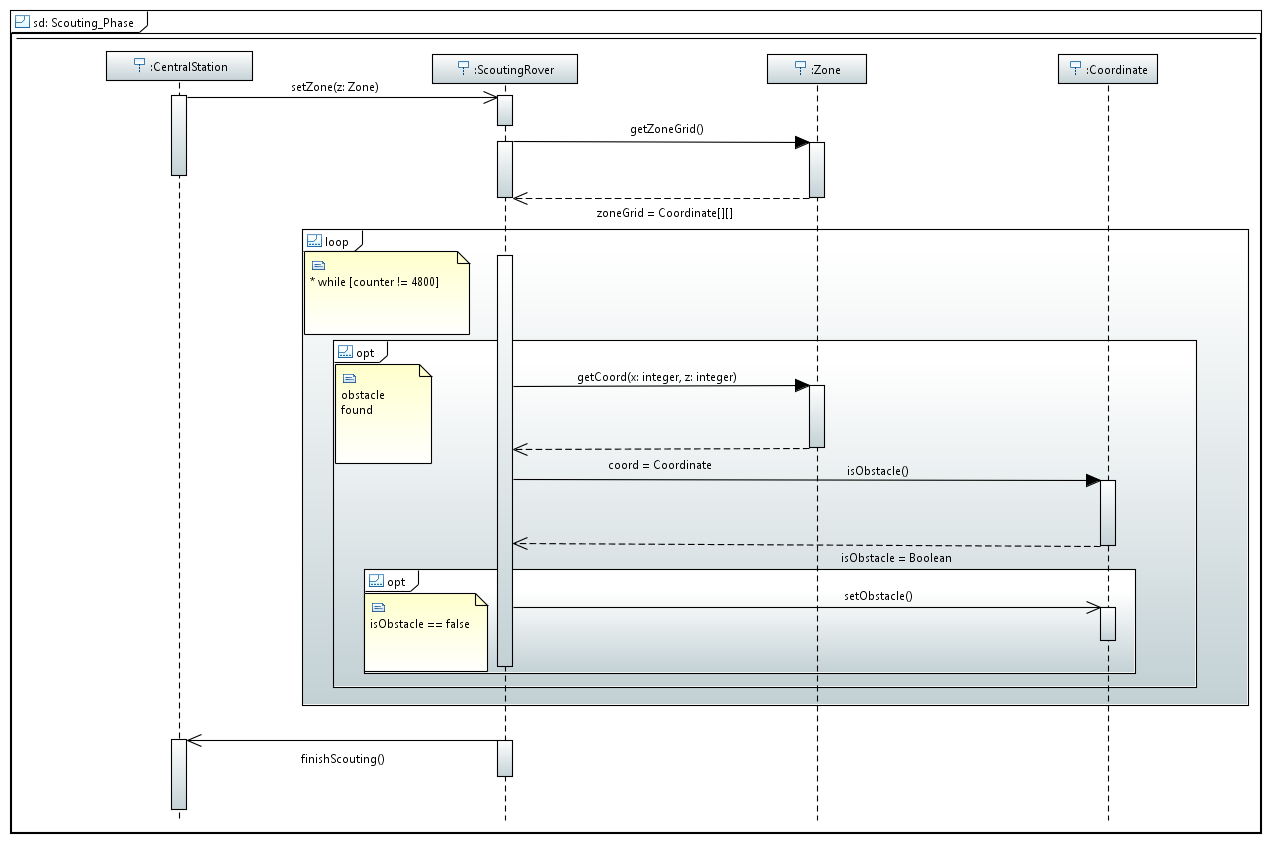 sd: Scouting_Phase
:CentralStation
:ScoutingRover
:Zone
:Coordinate
setZone(z: Zone)
getZoneGrid()
zoneGrid = Coordinate[][]
loop
* while [counter != 4800]
opt
obstacle
found
getCoord(x: integer, z: integer)
coord = Coordinate
isObstacle()
isObstacle = Boolean
opt
isObstacle == false
setObstacle()
finishScouting()